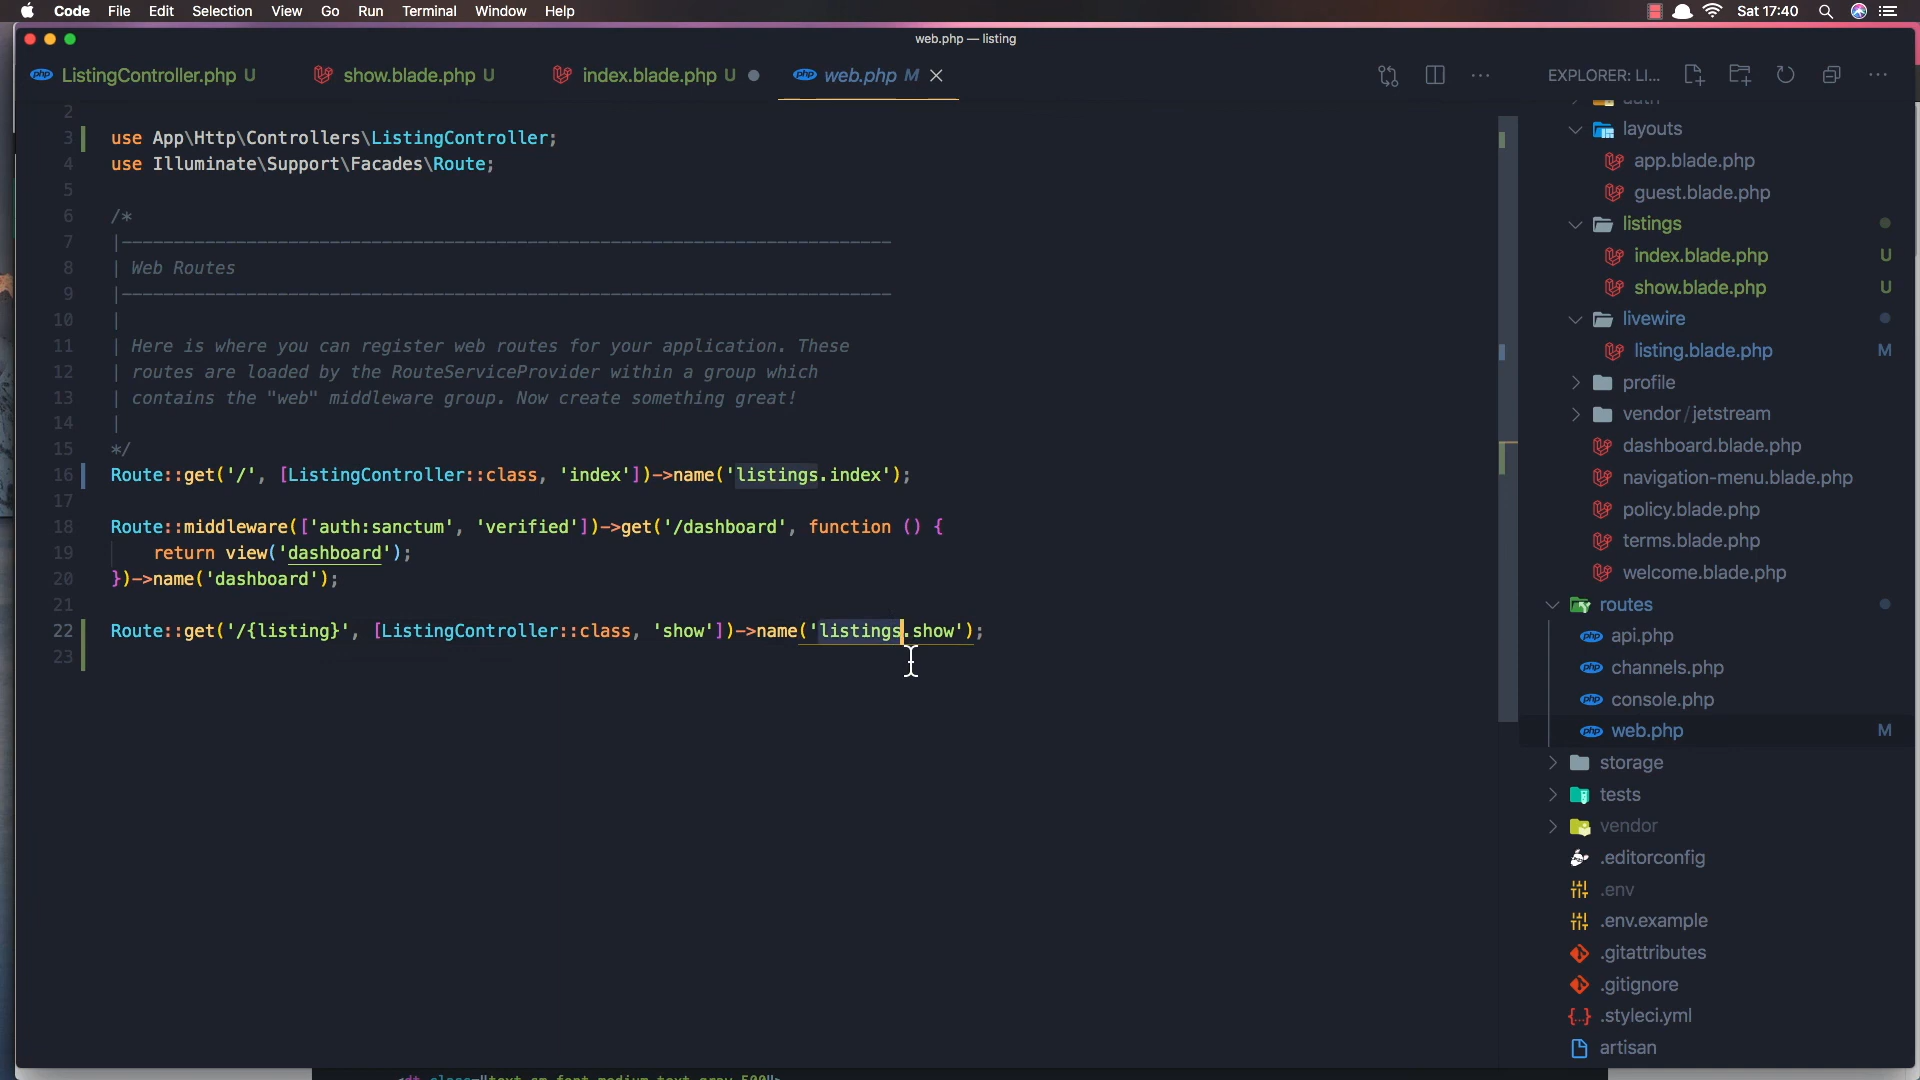 Code File Edit Selection View Go Run Terminal Window Help Sat 17:40
web.php — listing
ListingController.php U show.blade.php U index.blade.php U web.php M EXPLORER: LI...
2
3 use App\Http\Controllers\ListingController;
4 use Illuminate\Support\Facades\Route;
5
6 /*
7 |--------------------------------------------------------------------------
8 | Web Routes
9 |--------------------------------------------------------------------------
10 |
11 | Here is where you can register web routes for your application. These
12 | routes are loaded by the RouteServiceProvider within a group which
13 | contains the "web" middleware group. Now create something great!
14 |
15 */
16 Route::get('/', [ListingController::class, 'index'])->name('listings.index');
17
18 Route::middleware(['auth:sanctum', 'verified'])->get('/dashboard', function () {
19 return view('dashboard');
20 })->name('dashboard');
21
22 Route::get('/{listing}', [ListingController::class, 'show'])->name('listings.show');
23
auth
layouts
app.blade.php
guest.blade.php
listings
index.blade.php U
show.blade.php U
livewire
listing.blade.php M
profile
vendor/jetstream
dashboard.blade.php
navigation-menu.blade.php
policy.blade.php
terms.blade.php
welcome.blade.php
routes
api.php
channels.php
console.php
web.php M
storage
tests
vendor
.editorconfig
.env
.env.example
.gitattributes
.gitignore
.styleci.yml
artisan